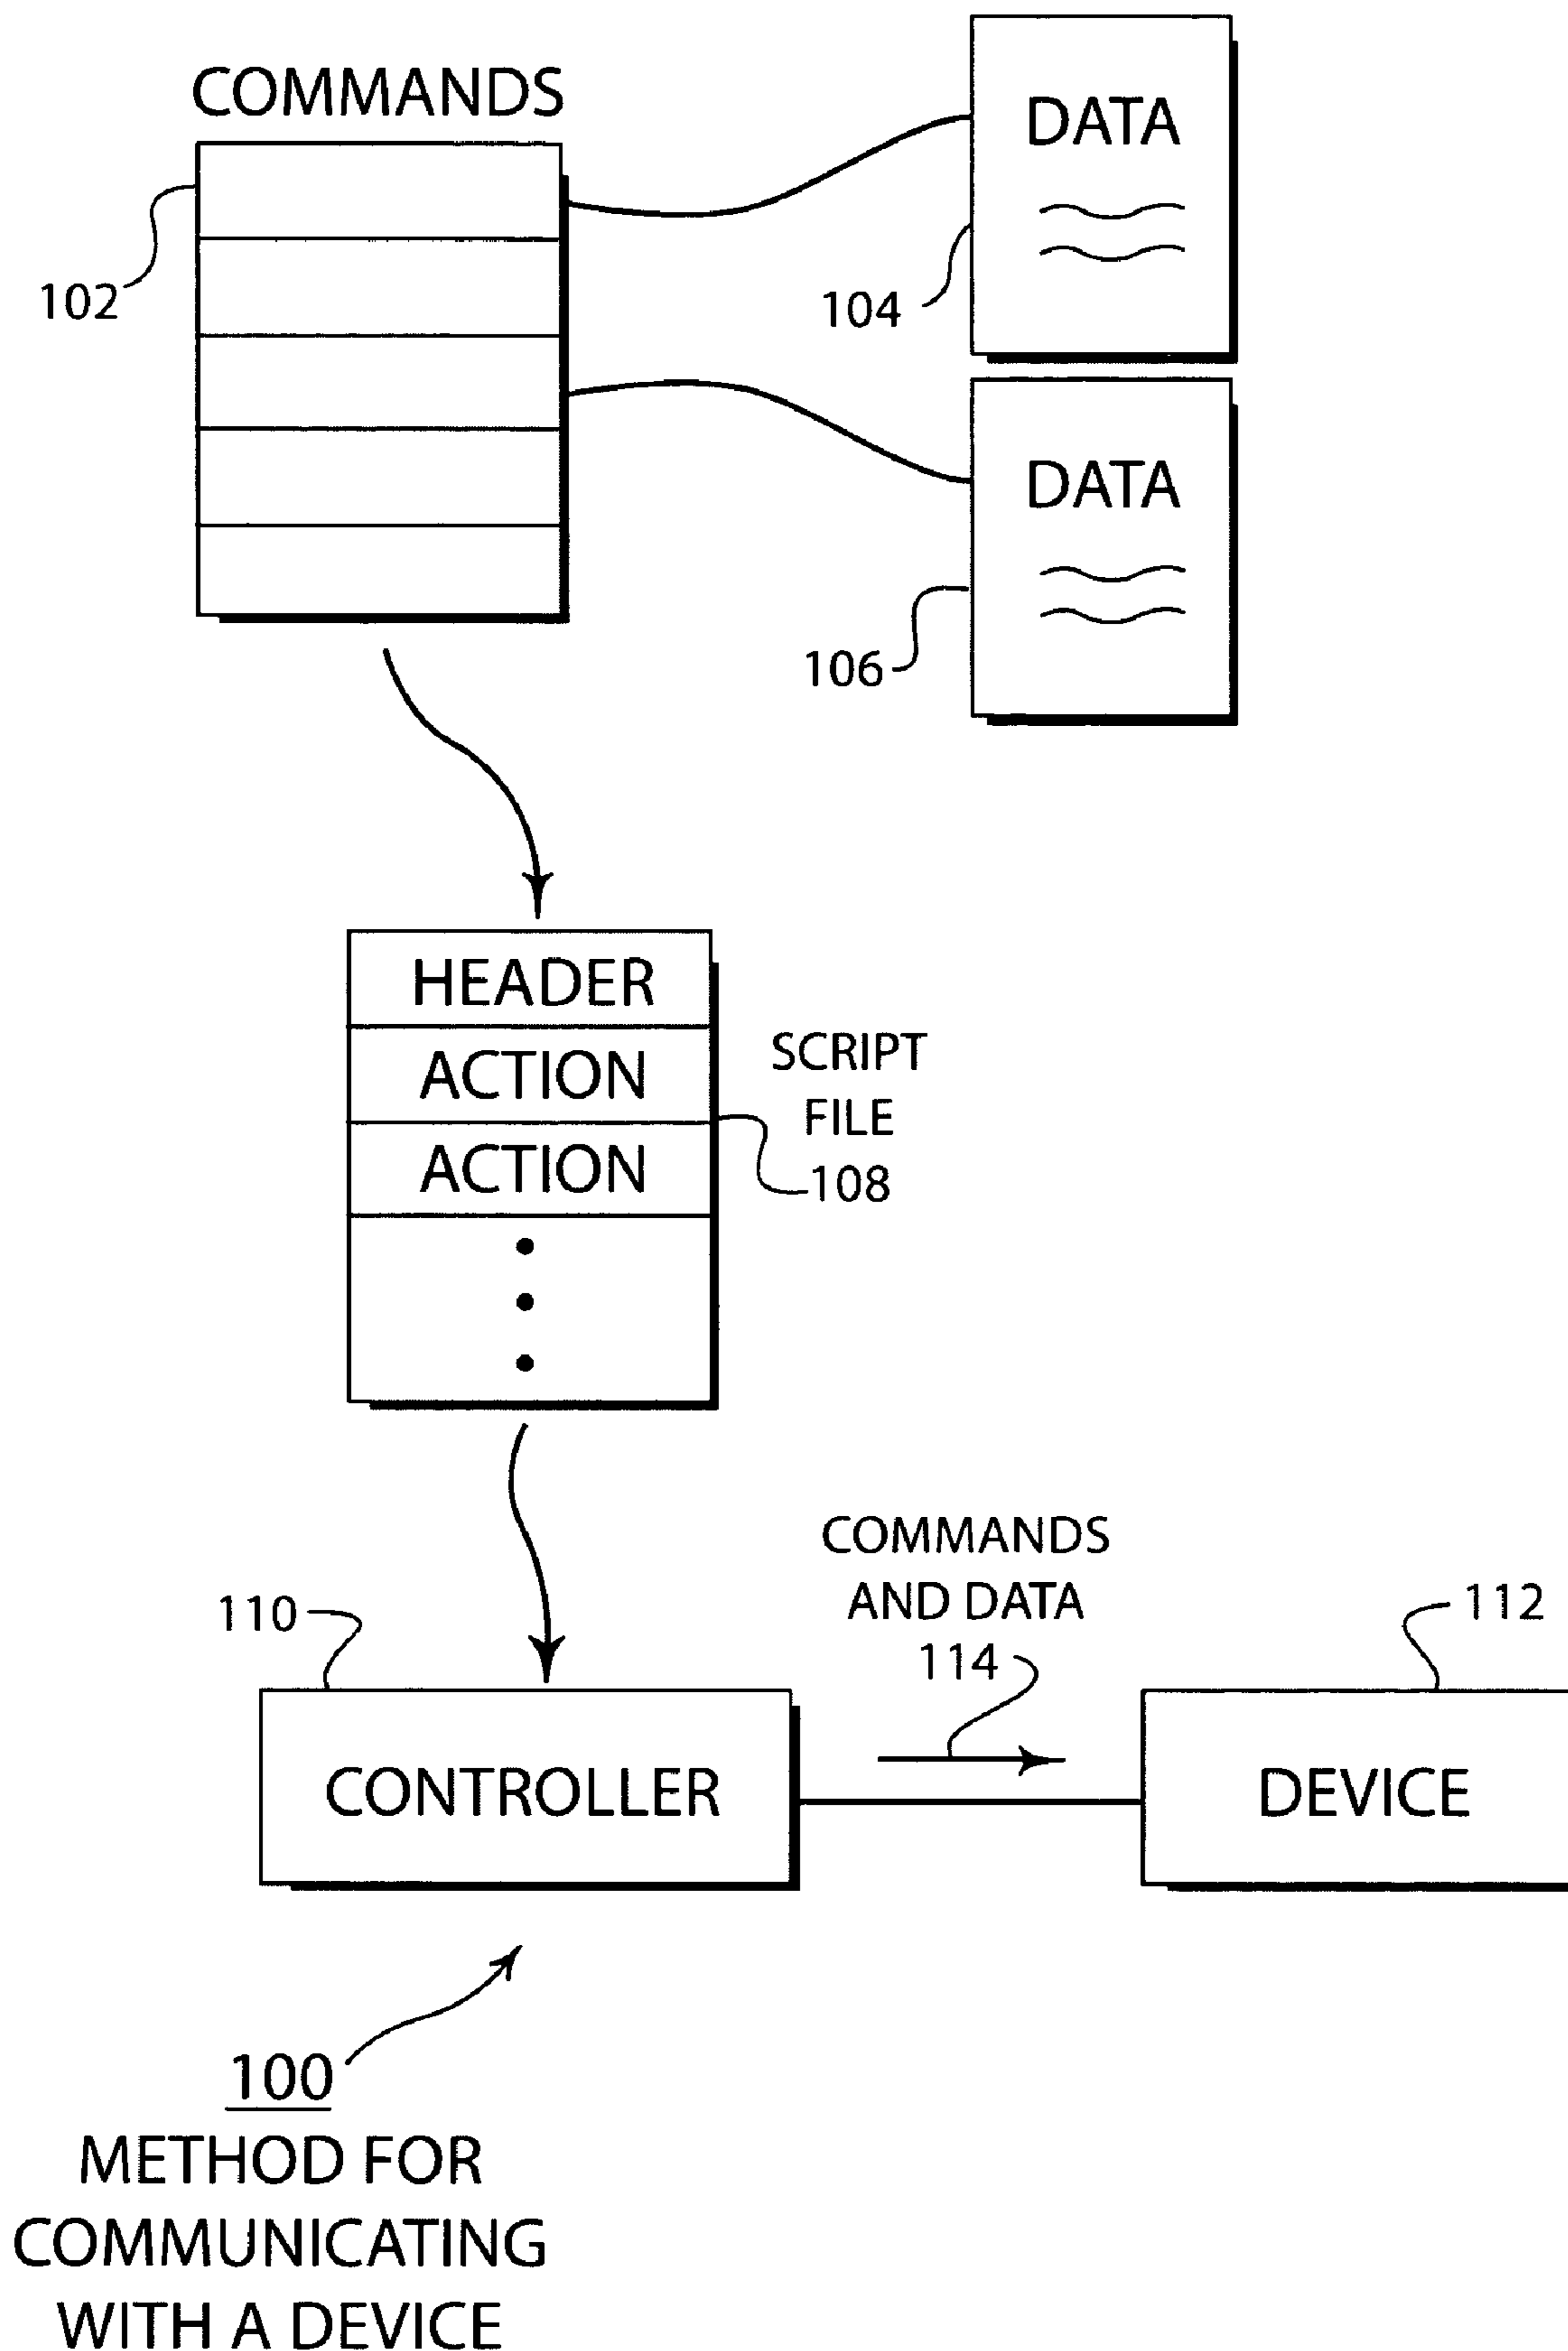 COMMANDS
102
DATA
104
DATA
106
HEADER
ACTION
ACTION
SCRIPT
FILE
108
COMMANDS
AND DATA
114
110
112
CONTROLLER
DEVICE
100
METHOD FOR
COMMUNICATING
WITH A DEVICE